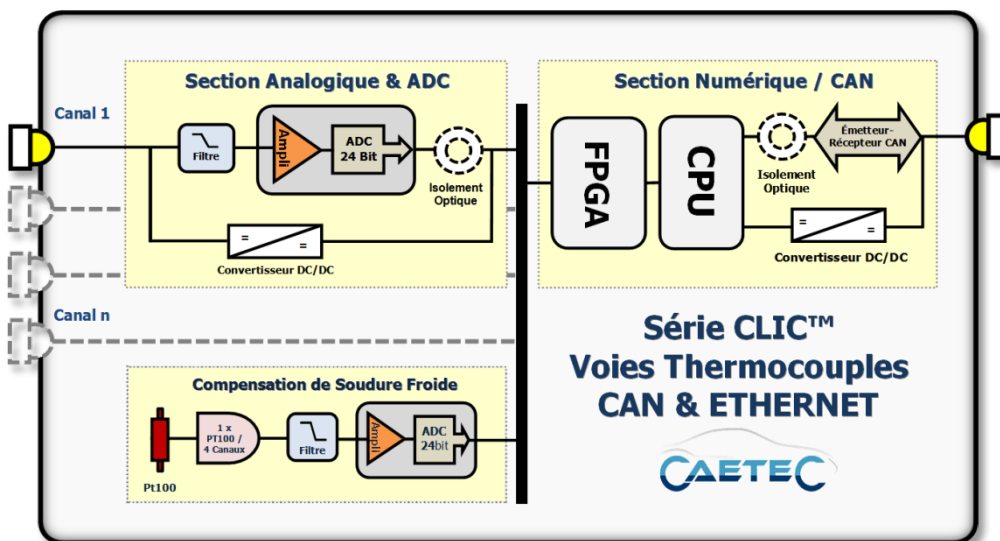 Section Analogique & ADC
Canal 1
Filtre
Ampli
ADC
24 Bit
Isolement
Optique
=
=
Convertisseur DC/DC
Canal n
Section Numérique / CAN
FPGA
CPU
Isolement
Optique
Émetteur-
Récepteur CAN
=
=
Convertisseur DC/DC
Compensation de Soudure Froide
Pt100
1 x
PT100 /
4 Canaux
Filtre
Ampli
ADC
24bit
Série CLIC™
Voies Thermocouples
CAN & ETHERNET
CAETEC